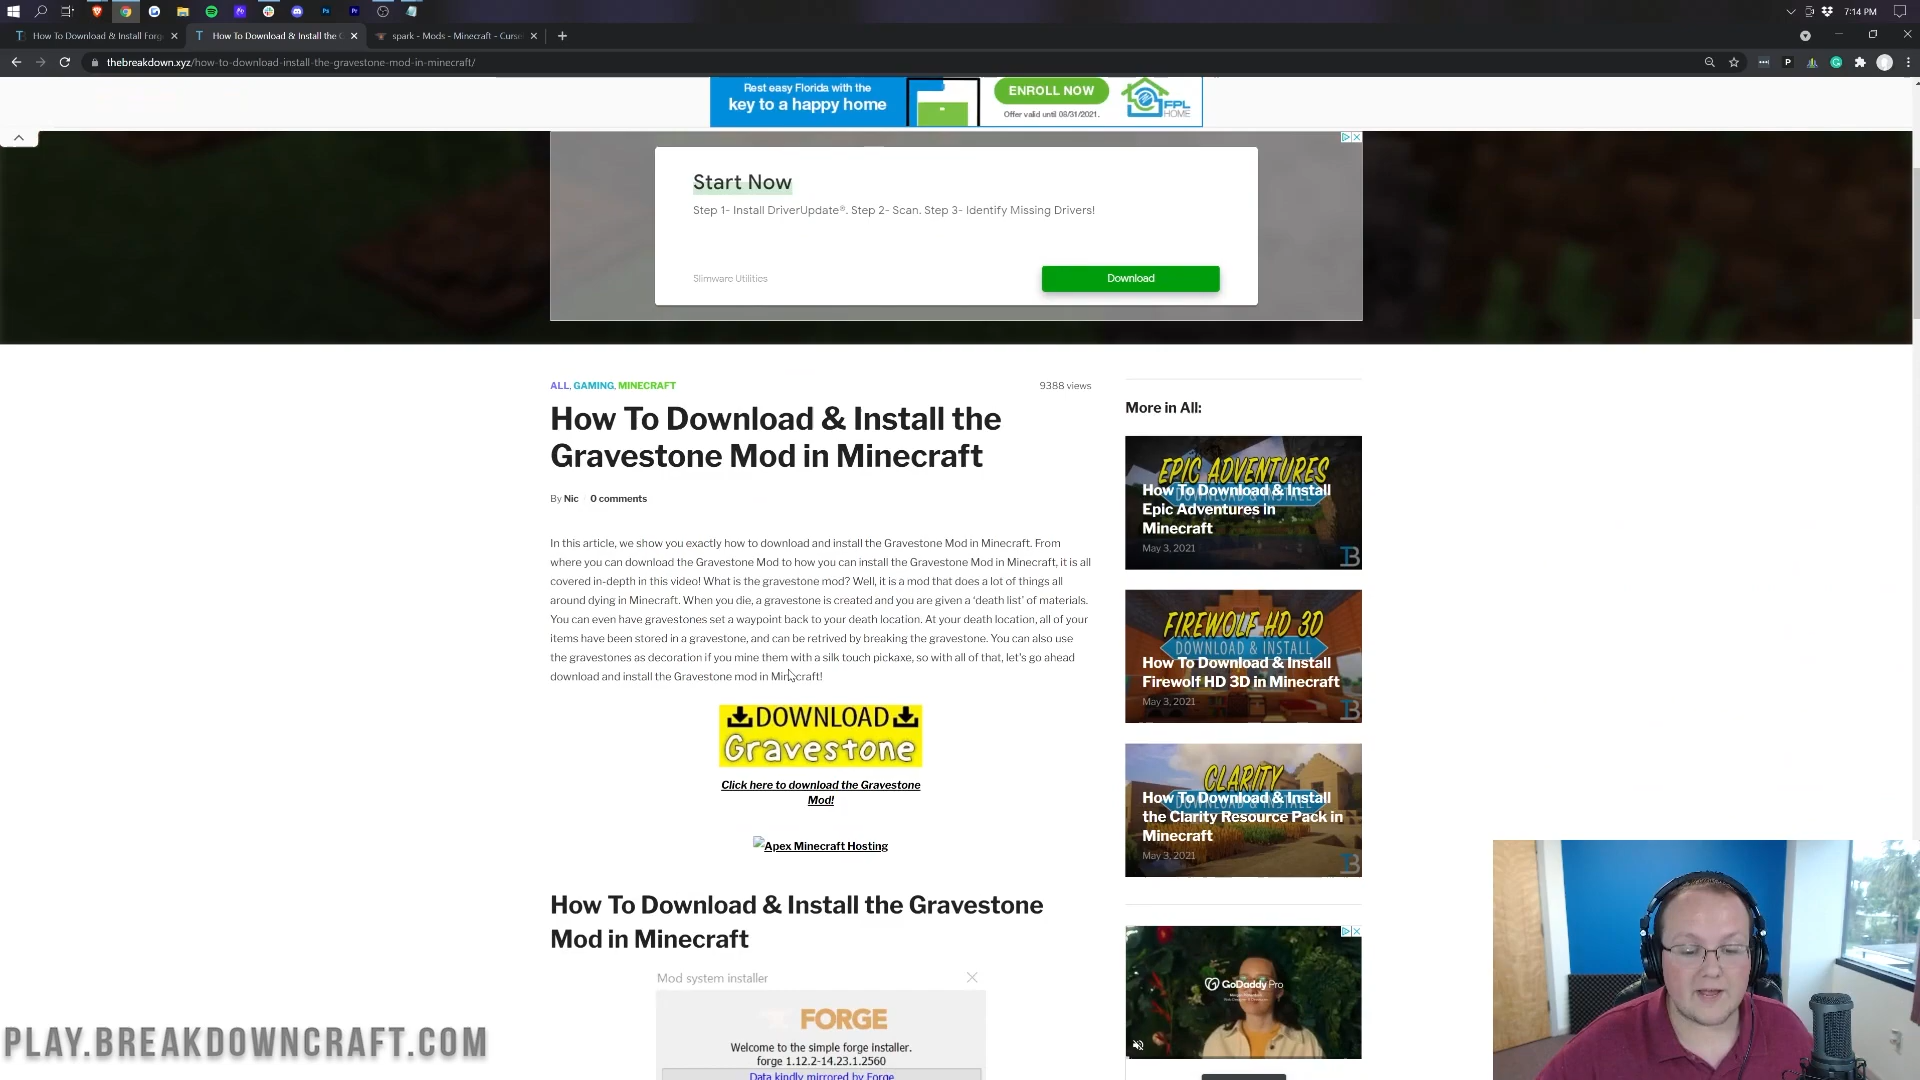 7:14 PM
How To Download & Install Forg
How To Download & Install the
spark - Mods - Minecraft - Curse
thebreakdown.xyz/how-to-download-install-the-gravestone-mod-in-minecraft/
Rest easy Florida with the
key to a happy home
ENROLL NOW
Offer valid until 08/31/2021.
FPL
HOME
Start Now
Step 1- Install DriverUpdate®. Step 2- Scan. Step 3- Identify Missing Drivers!
Slimware Utilities
Download
ALL, GAMING, MINECRAFT
9388 views
How To Download & Install the
Gravestone Mod in Minecraft
By Nic
0 comments
In this article, we show you exactly how to download and install the Gravestone Mod in Minecraft. From
where you can download the Gravestone Mod to how you can install the Gravestone Mod in Minecraft, it is all
covered in-depth in this video! What is the gravestone mod? Well, it is a mod that does a lot of things all
around dying in Minecraft. When you die, a gravestone is created and you are given a ‘death list’ of materials.
You can even have gravestones set a waypoint back to your death location. At your death location, all of your
items have been stored in a gravestone, and can be retrived by breaking the gravestone. You can also use
the gravestones as decoration if you mine them with a silk touch pickaxe, so with all of that, let's go ahead
download and install the Gravestone mod in Minecraft!
DOWNLOAD
Gravestone
Click here to download the Gravestone
Mod!
Apex Minecraft Hosting
How To Download & Install the Gravestone
Mod in Minecraft
Mod system installer
FORGE
Welcome to the simple forge installer.
forge 1.12.2-14.23.1.2560
Data kindly mirrored by Forge
More in All:
EPIC ADVENTURES
DOWNLOAD & INSTALL
How To Download & Install
Epic Adventures in
Minecraft
May 3, 2021
FIREWOLF HD 3D
DOWNLOAD & INSTALL
How To Download & Install
Firewolf HD 3D in Minecraft
May 3, 2021
CLARITY
DOWNLOAD & INSTALL
How To Download & Install
the Clarity Resource Pack in
Minecraft
May 3, 2021
GoDaddy Pro
PLAY.BREAKDOWNCRAFT.COM